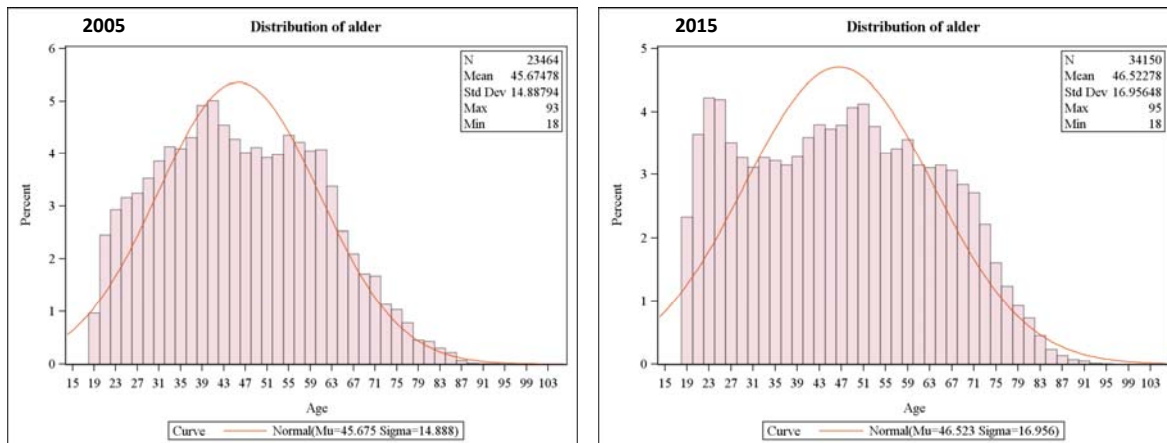 2005
Distribution of alder
N 23464
Mean 45.67478
Std Dev 14.88794
Max 93
Min 18
6
5
4
3
2
1
0
Percent
15 19 23 27 31 35 39 43 47 51 55 59 63 67 71 75 79 83 87 91 95 99 103
Age
Curve Normal(Mu=45.675 Sigma=14.888)
2015
Distribution of alder
N 34150
Mean 46.52278
Std Dev 16.95648
Max 95
Min 18
5
4
3
2
1
0
Percent
15 19 23 27 31 35 39 43 47 51 55 59 63 67 71 75 79 83 87 91 95 99 103
Age
Curve Normal(Mu=46.523 Sigma=16.956)